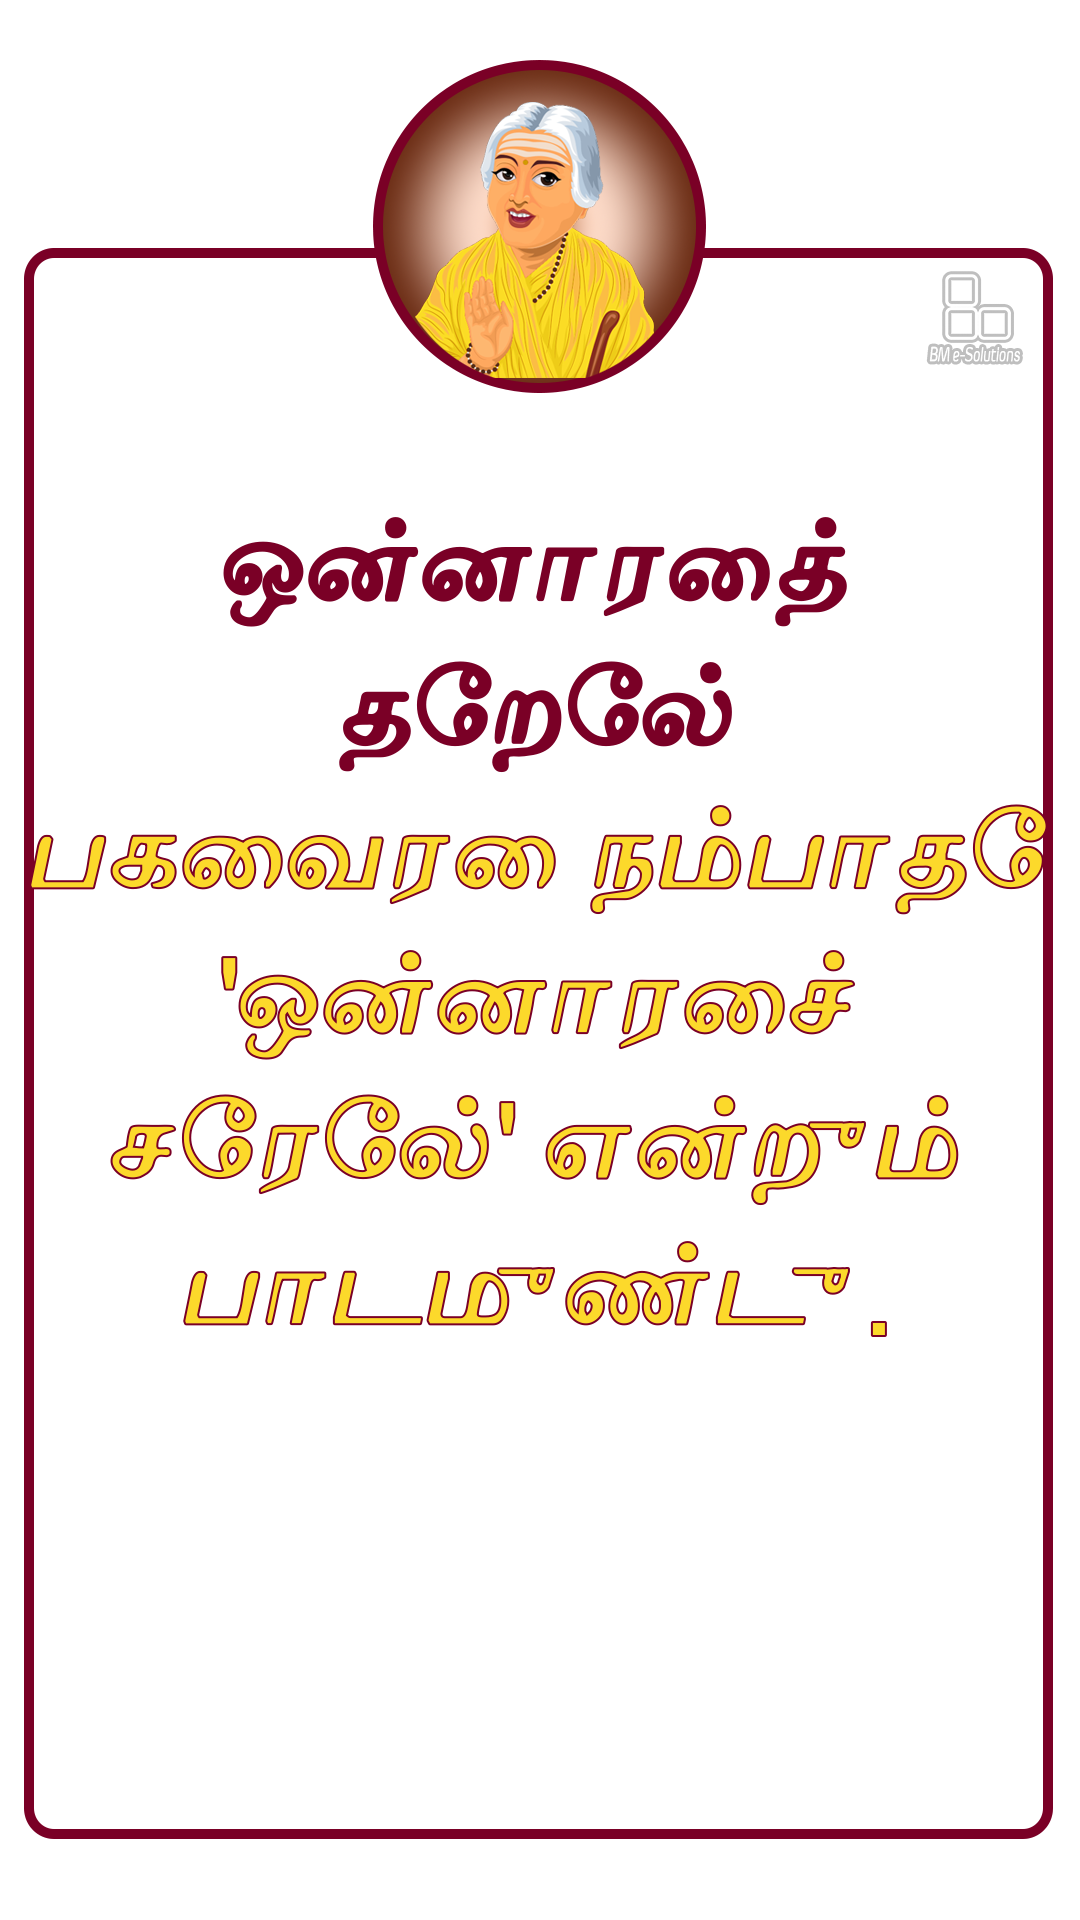 ஒன்னாரைத்
தேறேல்
பகைவரை நம்பாதே
'ஒன்னாரைச்
சேரேல்' என்றும்
பாடமுண்டு.
BM e-Solutions